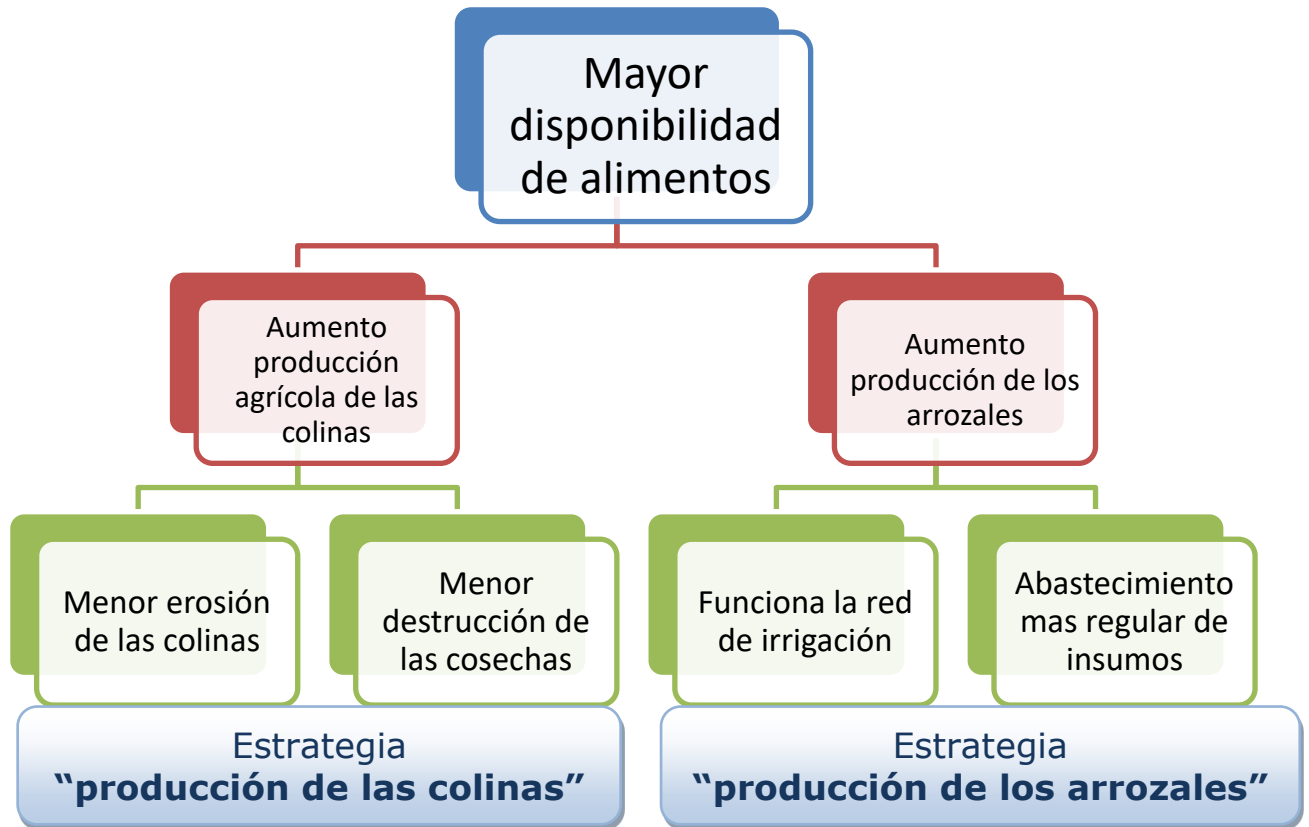 Mayor
disponibilidad
de alimentos
Aumento
producción
agrícola de las
colinas
Aumento
producción de los
arrozales
Menor erosión
de las colinas
Menor
destrucción de
las cosechas
Funciona la red
de irrigación
Abastecimiento
mas regular de
insumos
Estrategia
“producción de las colinas”
Estrategia
“producción de los arrozales”